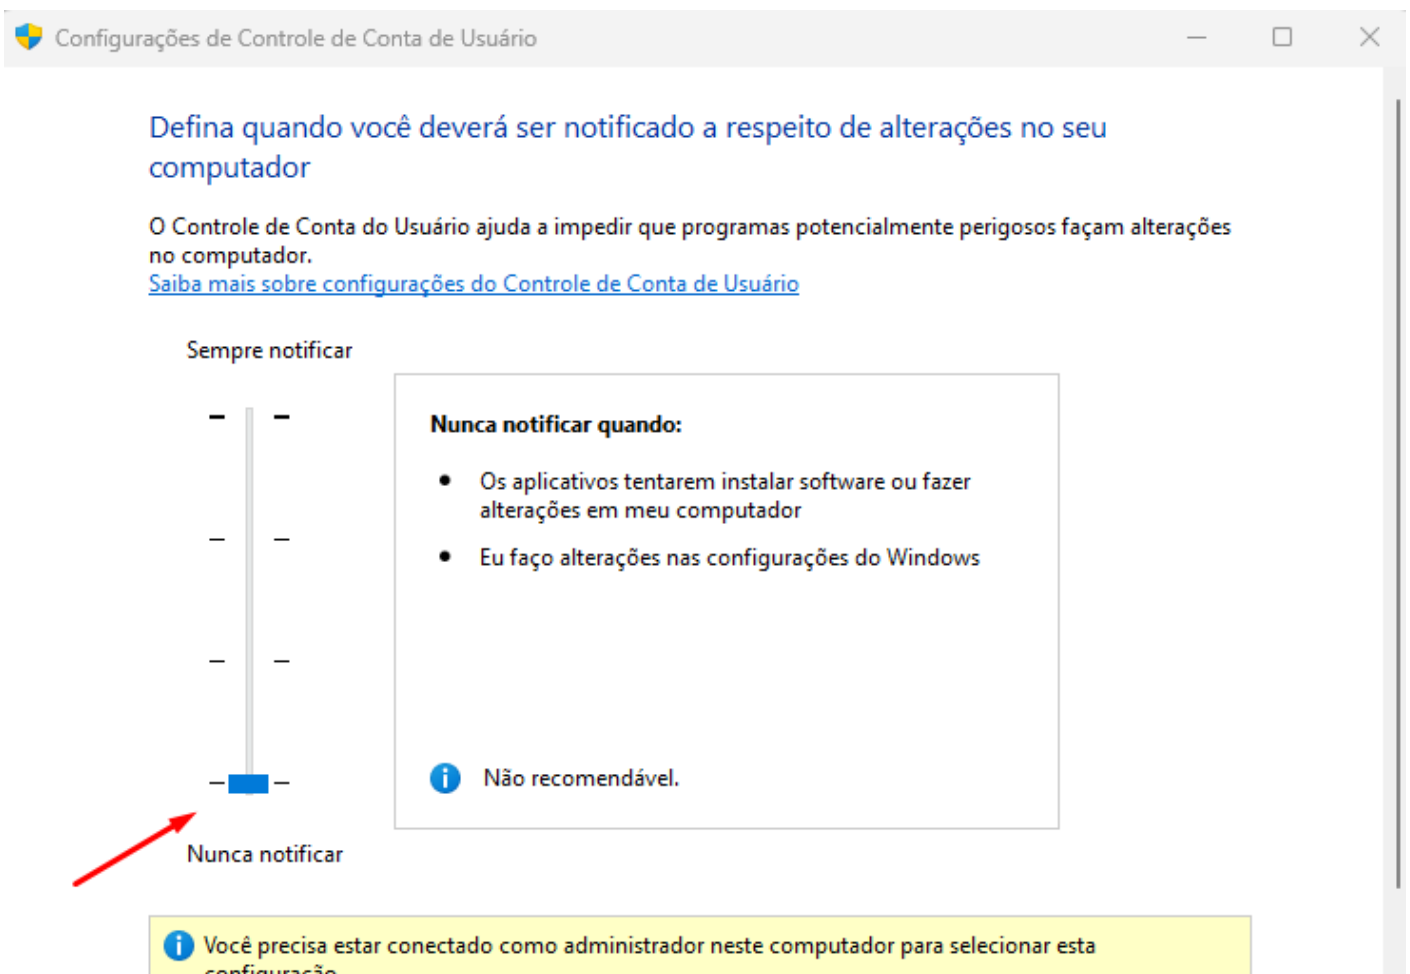 Configurações de Controle de Conta de Usuário
Defina quando você deverá ser notificado a respeito de alterações no seu
computador
O Controle de Conta do Usuário ajuda a impedir que programas potencialmente perigosos façam alterações
no computador.
Saiba mais sobre configurações do Controle de Conta de Usuário
Sempre notificar
Nunca notificar quando:
Os aplicativos tentarem instalar software ou fazer
alterações em meu computador
Eu faço alterações nas configurações do Windows
Não recomendável.
Nunca notificar
Você precisa estar conectado como administrador neste computador para selecionar esta
configuração